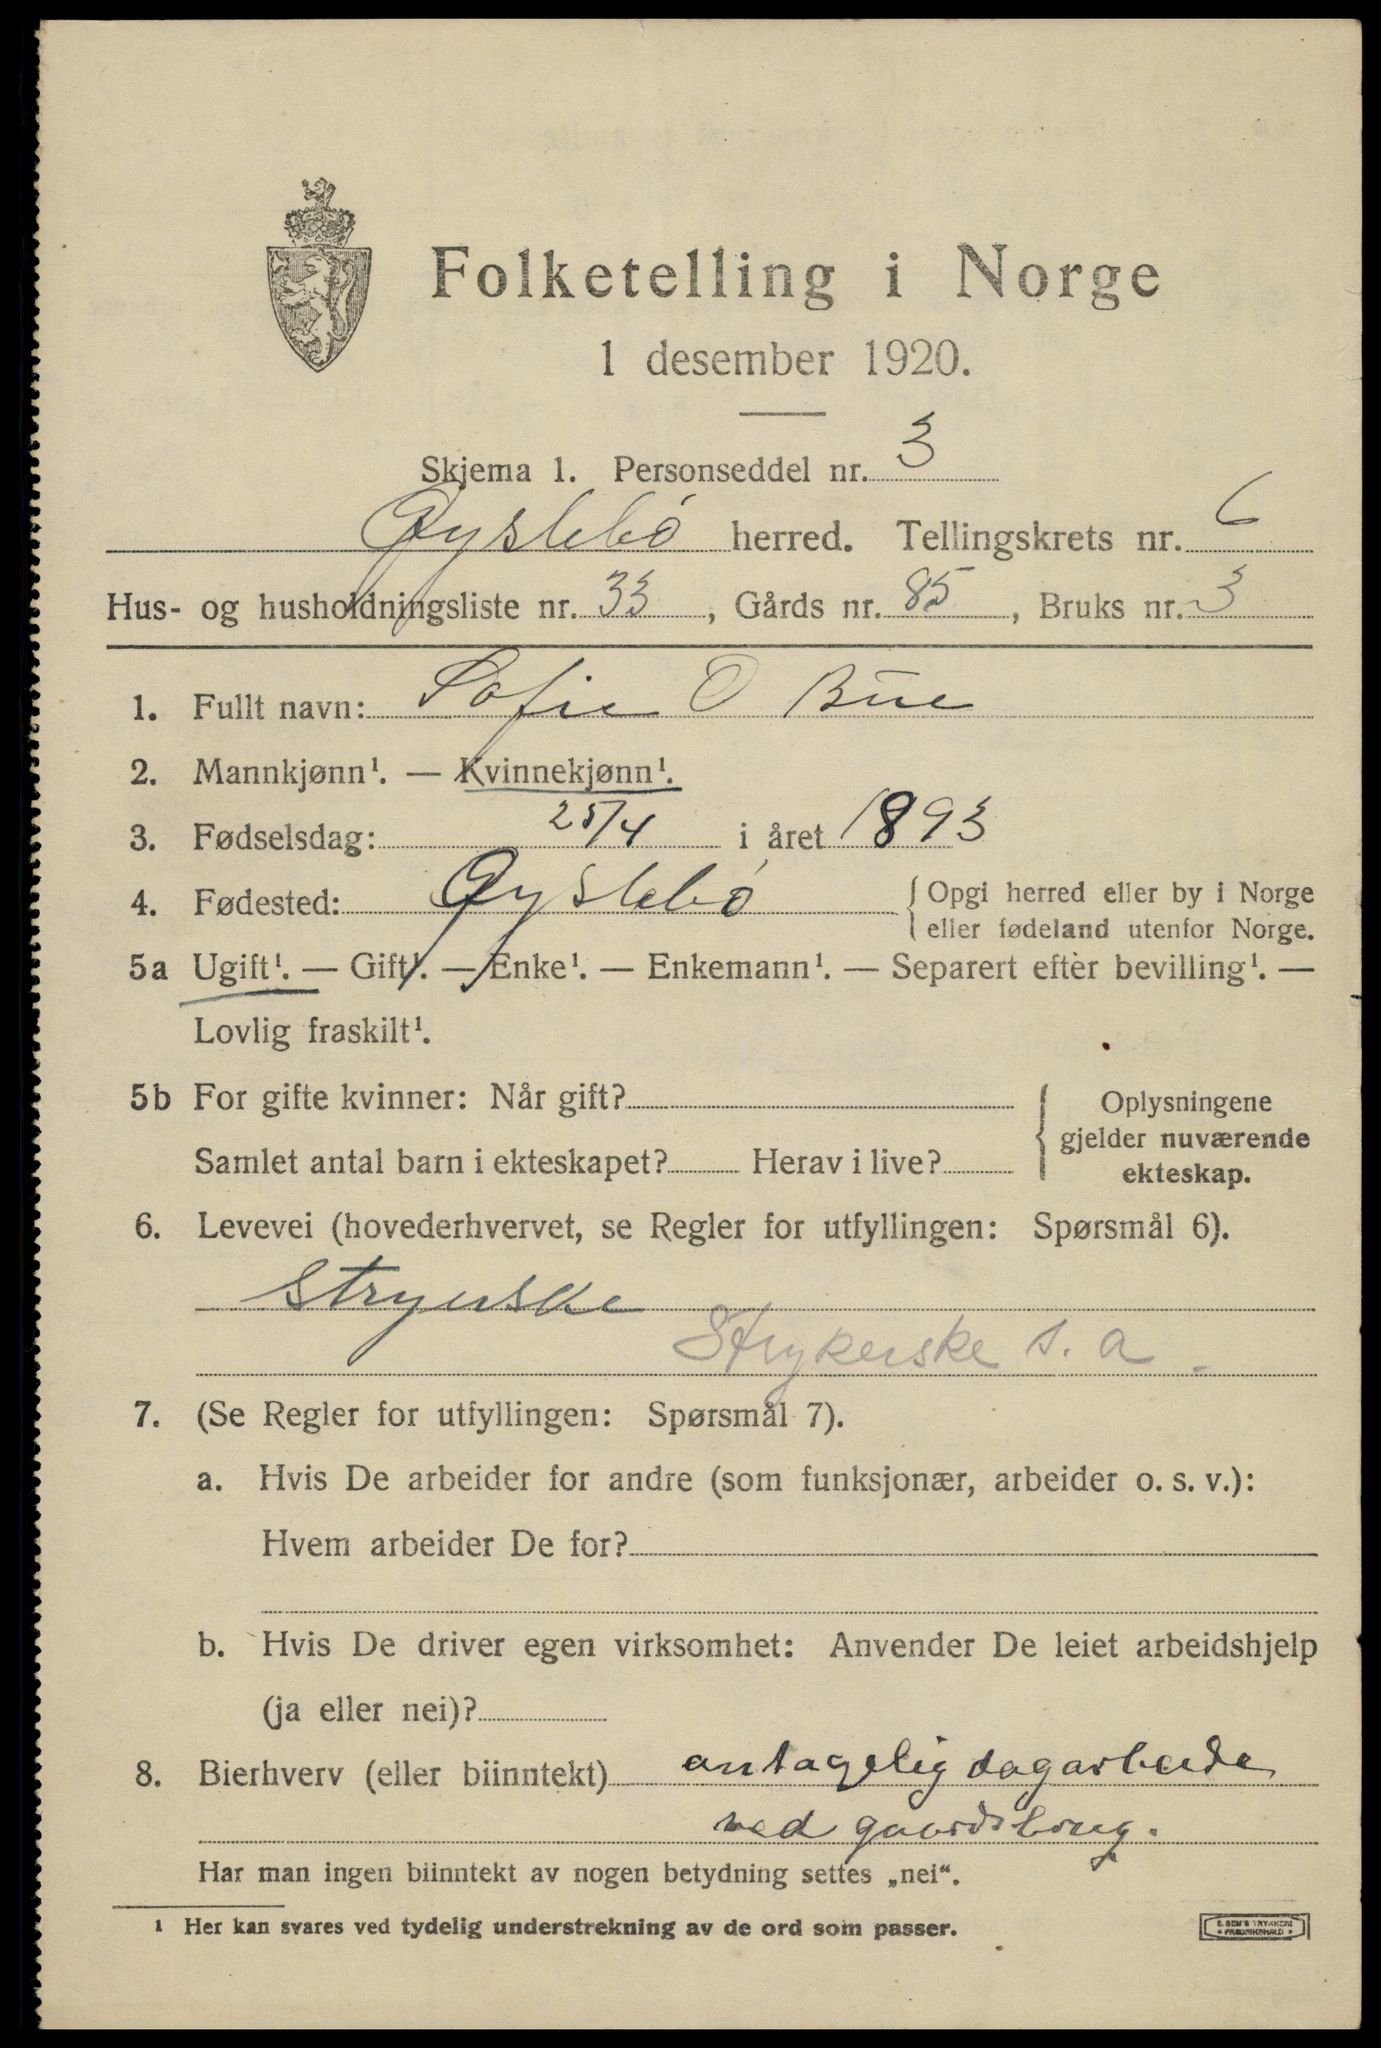 Folketelling i Norge
1 desember 1920.
Skjema 1. Personseddel nr. 3
Øyslebó herred. Tellingskrets nr. 6
Hus- og husholdningsliste nr. 33, Gårds nr. 85, Bruks nr. 3
1. Fullt navn: Sofie O Bue
2. Mannkjønn¹. — Kvinnekjønn¹.
3. Fødselsdag: 25/4 i året 1893
4. Fødested: Øyslebó { Opgi herred eller by i Norge
eller fødeland utenfor Norge.
5a Ugift¹. — Gift¹. — Enke¹. — Enkemann¹. — Separert efter bevilling¹. —
Lovlig fraskilt¹.
5b For gifte kvinner: Når gift?
Samlet antal barn i ekteskapet? Herav i live?
{ Oplysningene
gjelder nuværende
ekteskap.
6. Levevei (hovederhvervet, se Regler for utfyllingen: Spørsmål 6).
Stryerske
Strykerske s. a.
7. (Se Regler for utfyllingen: Spørsmål 7).
a. Hvis De arbeider for andre (som funksjonær, arbeider o. s. v.):
Hvem arbeider De for?
b. Hvis De driver egen virksomhet: Anvender De leiet arbeidshjelp
(ja eller nei)?
8. Bierhverv (eller biinntekt) antagelig dagarbeide
ved gaardsbrug.
Har man ingen biinntekt av nogen betydning settes „nei“.
¹ Her kan svares ved tydelig understrekning av de ord som passer.
E. SEM'S TRYKKERI
• FREDRIKSHALD •